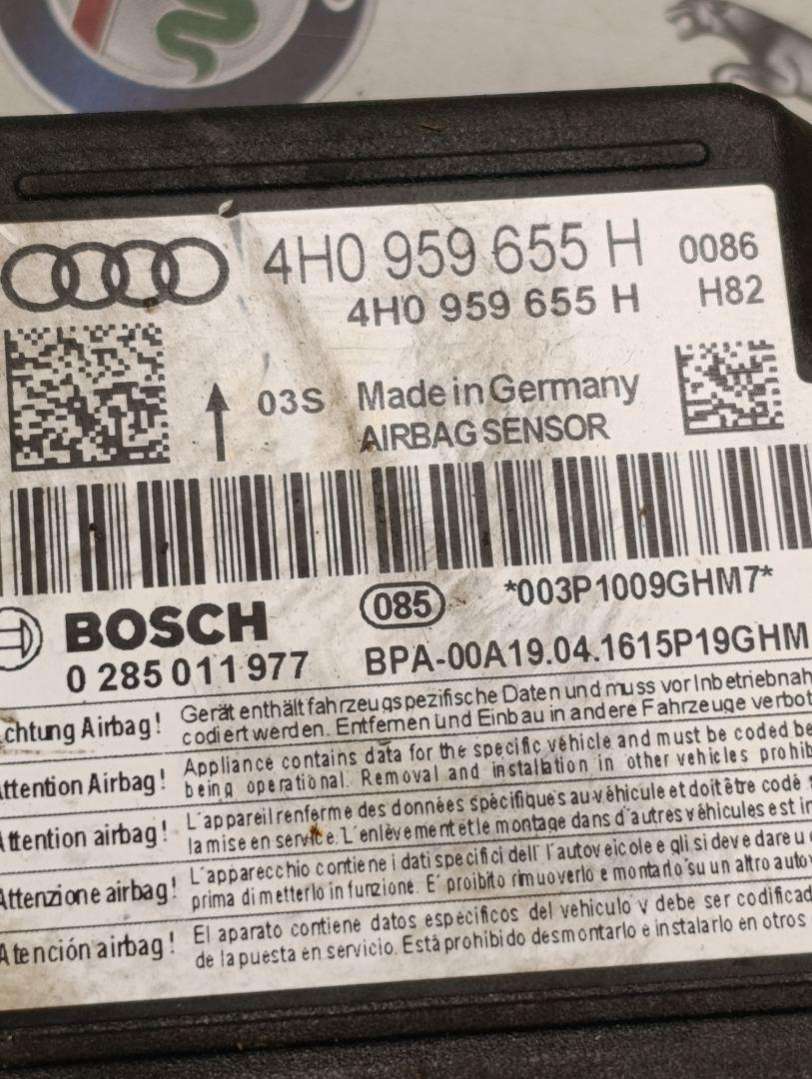 4H0 959 655 H 0086
4H0 959 655 H H82
03S Made in Germany
AIRBAG SENSOR
*003P1009GHM7*
BOSCH 085
0 285 011 977 BPA-00A19.04.1615P19GHM
chtung Airbag! Gerät enthält fahrzeugspezifische Daten und muss vor Inbetriebnah
codiert werden. Entfernen und Einbau in andere Fahrzeuge verbot
ttention Airbag! Appliance contains data for the specific vehicle and must be coded be
being operational. Removal and installation in other vehicles prohib
ttention airbag! L'appareil renferme des données spécifiques au véhicule et doit être codé
la mise en service. L'enlèvement et le montage dans d'autres véhicules est in
Attenzione airbag! L'apparecchio contiene i dati specifici dell' l'autoveicolo e gli si deve dare u
prima di metterlo in funzione. E' proibito rimuoverlo e montarlo su un altro auto
Atención airbag! El aparato contiene datos específicos del vehículo y debe ser codificad
de la puesta en servicio. Está prohibido desmontarlo e instalarlo en otros